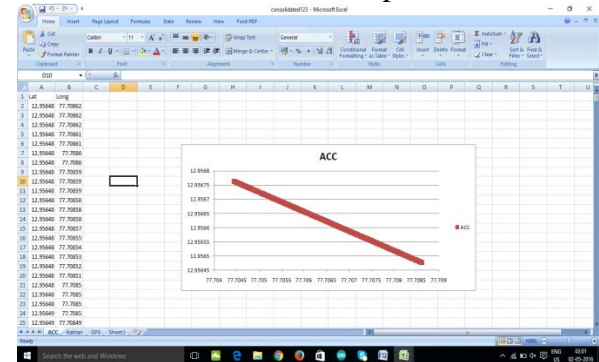 consolidated123 - Microsoft Excel
Home Insert Page Layout Formulas Data Review View Foxit PDF
Cut
Copy
Format Painter
Paste
Clipboard
Calibri 11
Font
Wrap Text
Merge & Center
Alignment
General
Number
Conditional Formatting
Format as Table
Cell Styles
Styles
Insert Delete Format
Cells
AutoSum
Fill
Clear
Sort & Filter
Find & Select
Editing
D10
A B C D E F G H I J K L M N O P Q R S T U
1 Lat Long
2 12.95648 77.70862
3 12.95648 77.70862
4 12.95648 77.70862
5 12.95648 77.70861
6 12.95648 77.70861
7 12.95648 77.7086
8 12.95648 77.7086
9 12.95648 77.70859
10 12.95648 77.70859
11 12.95648 77.70859
12 12.95648 77.70858
13 12.95648 77.70858
14 12.95648 77.70858
15 12.95648 77.70857
16 12.95648 77.70855
17 12.95648 77.70854
18 12.95648 77.70853
19 12.95648 77.70852
20 12.95648 77.70851
21 12.95648 77.7085
22 12.95648 77.7085
23 12.95648 77.7085
24 12.95649 77.7085
25 12.95649 77.70849
ACC
12.9568
12.95675
12.9567
12.95665
12.9566
12.95655
12.9565
12.95645
77.704 77.7045 77.705 77.7055 77.706 77.7065 77.707 77.7075 77.708 77.7085 77.709
ACC
ACC Kalman GPS Sheet1
Ready
100%
Search the web and Windows
ENG
US
02:01
02-05-2016